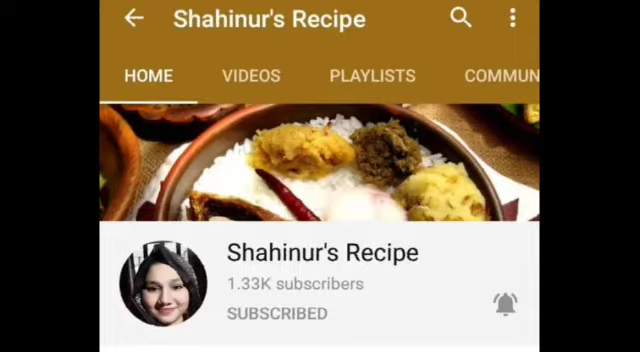 Shahinur's Recipe
HOME VIDEOS PLAYLISTS COMMUN
Shahinur's Recipe
1.33K subscribers
SUBSCRIBED